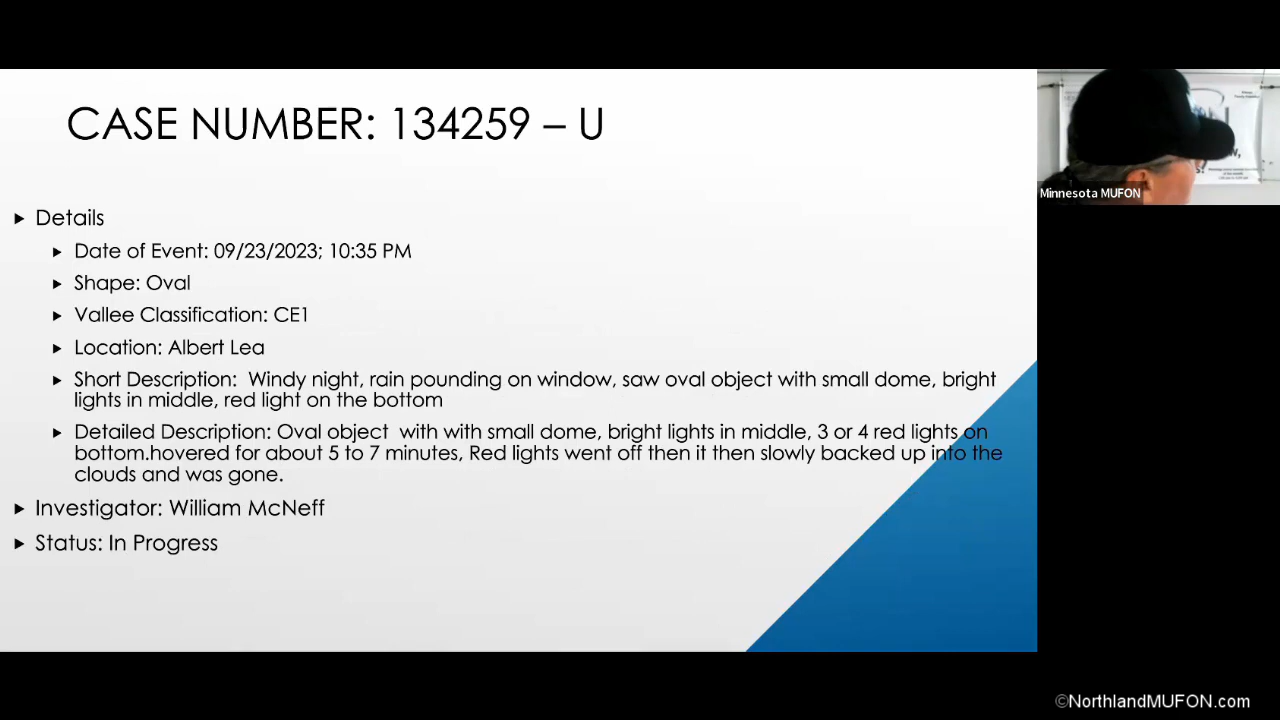 CASE NUMBER: 134259 – U
Details
Date of Event: 09/23/2023; 10:35 PM
Shape: Oval
Vallee Classification: CE1
Location: Albert Lea
Short Description:  Windy night, rain pounding on window, saw oval object with small dome, bright
lights in middle, red light on the bottom
Detailed Description: Oval object  with with small dome, bright lights in middle, 3 or 4 red lights on
bottom.hovered for about 5 to 7 minutes, Red lights went off then it then slowly backed up into the
clouds and was gone.
Investigator: William McNeff
Status: In Progress
Minnesota MUFON
©NorthlandMUFON.com